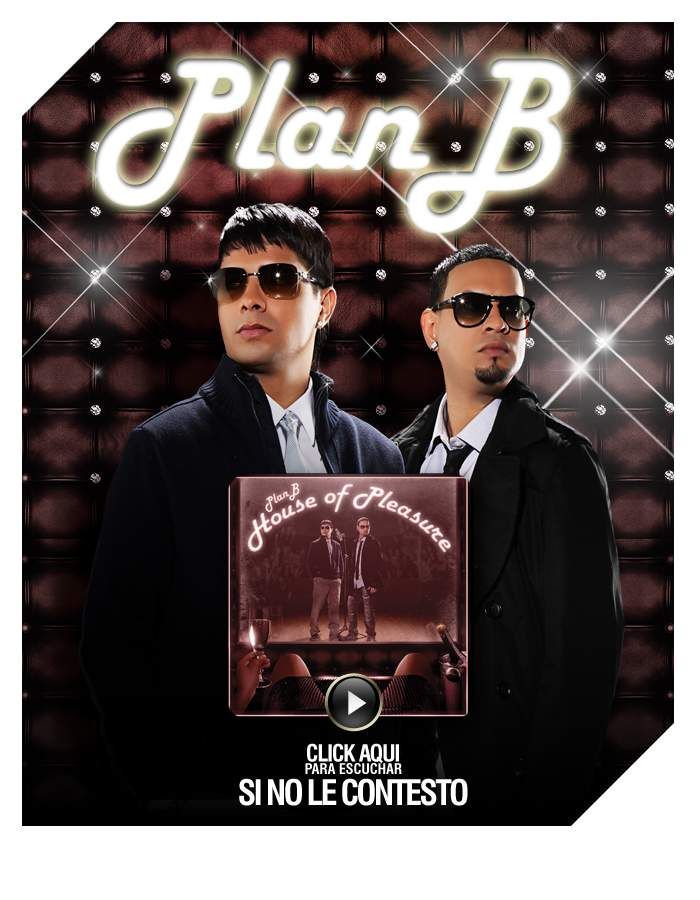 Plan B
Plan B
House of Pleasure
CLICK AQUI
PARA ESCUCHAR
SI NO LE CONTESTO